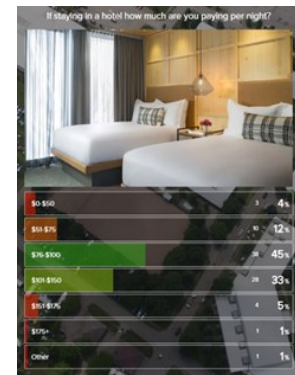 If staying in a hotel how much are you paying per night?
$0-$50 3 4%
$51-$75 10 12%
$76-$100 38 45%
$101-$150 28 33%
$151-$175 4 5%
$175+ 1 1%
Other 1 1%